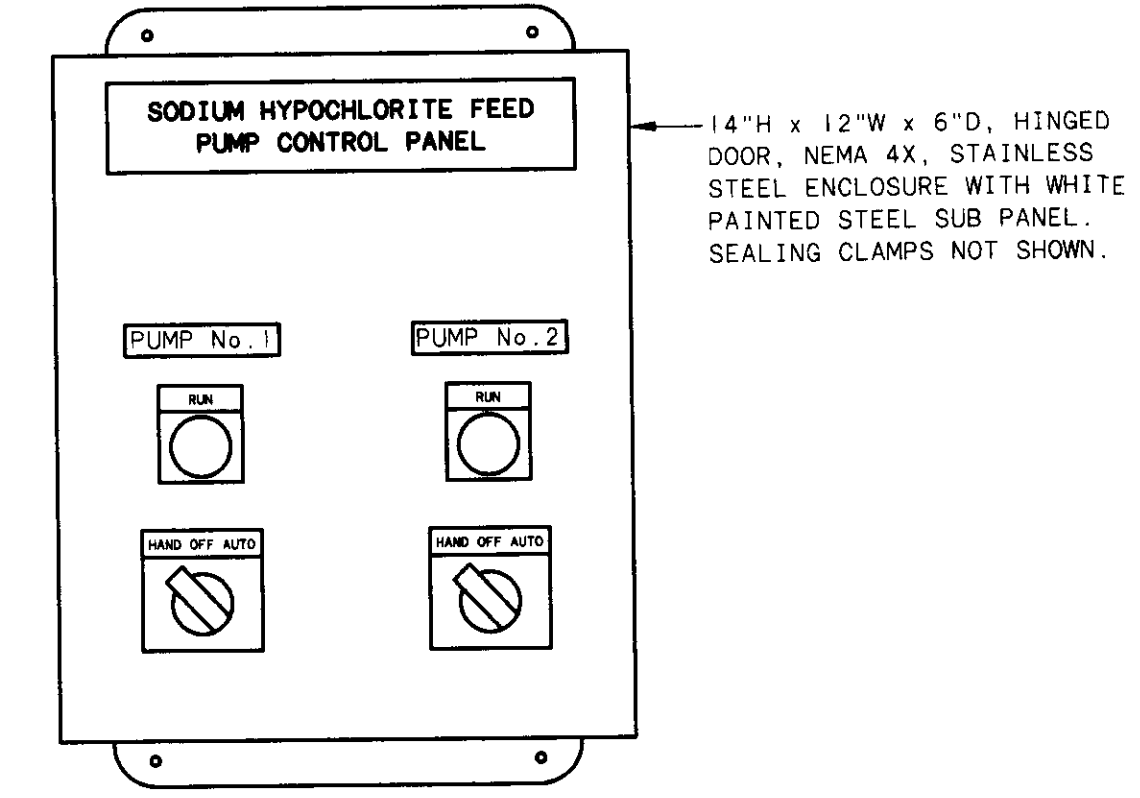 SODIUM HYPOCHLORITE FEED
PUMP CONTROL PANEL
14"H x 12"W x 6"D, HINGED
DOOR, NEMA 4X, STAINLESS
STEEL ENCLOSURE WITH WHITE
PAINTED STEEL SUB PANEL.
SEALING CLAMPS NOT SHOWN.
PUMP No.1
PUMP No.2
RUN
RUN
HAND OFF AUTO
HAND OFF AUTO